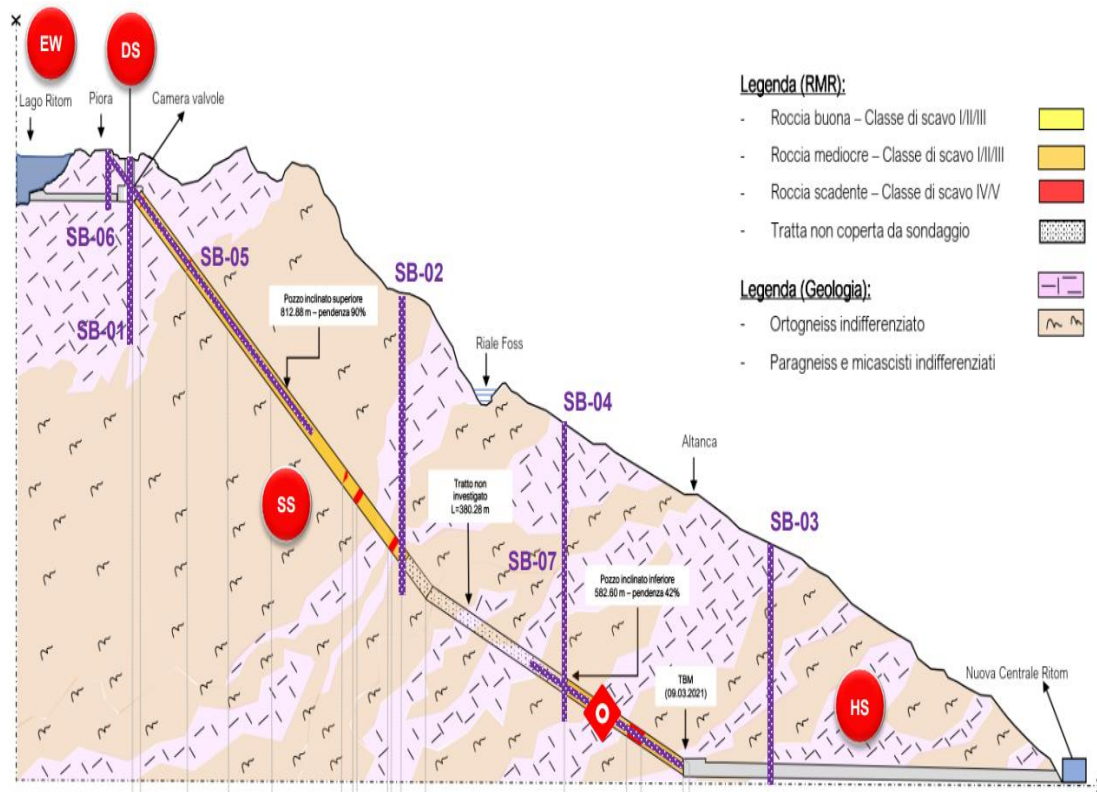 EW
DS
Lago Ritom
Piora
Camera valvole
Legenda (RMR):
- Roccia buona – Classe di scavo I/II/III
- Roccia mediocre – Classe di scavo I/II/III
- Roccia scadente – Classe di scavo IV/V
- Tratta non coperta da sondaggio
Legenda (Geologia):
- Ortogneiss indifferenziato
- Paragneiss e micascisti indifferenziati
SB-06
SB-05
SB-02
SB-01
Pozzo inclinato superiore
812.88 m – pendenza 90%
Riale Foss
SB-04
Altanca
SS
Tratto non
investigato
L=380.28 m
SB-03
SB-07
Pozzo inclinato inferiore
582.60 m – pendenza 42%
TBM
(09.03.2021)
HS
Nuova Centrale Ritom